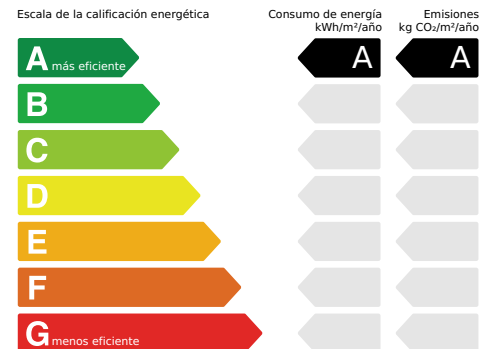 Escala de la calificación energética
Consumo de energía
kWh/m²/año
Emisiones
kg CO₂/m²/año
A más eficiente
A
A
B
C
D
E
F
G menos eficiente